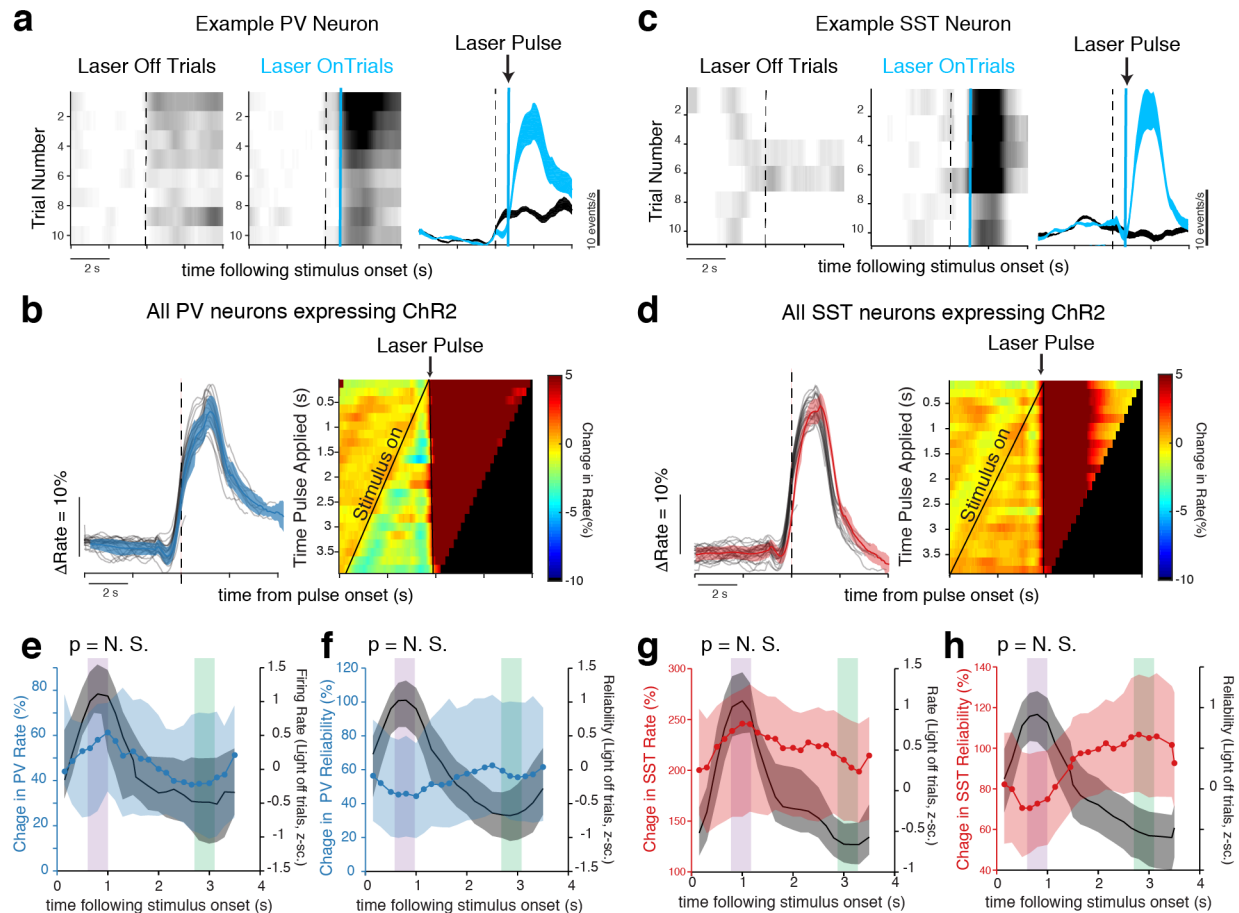 a
Example PV Neuron
Laser Pulse
Laser Off Trials
Laser OnTrials
Trial Number
2
4
6
8
10
2 s
10 events/s
time following stimulus onset (s)
c
Example SST Neuron
Laser Pulse
Laser Off Trials
Laser OnTrials
Trial Number
2
4
6
8
10
2 s
10 events/s
time following stimulus onset (s)
b
All PV neurons expressing ChR2
Laser Pulse
ΔRate = 10%
2 s
Time Pulse Applied (s)
0.5
1
1.5
2
2.5
3
3.5
Stimulus on
5
0
-5
-10
Change in Rate(%)
time from pulse onset (s)
d
All SST neurons expressing ChR2
Laser Pulse
ΔRate = 10%
2 s
Time Pulse Applied (s)
0.5
1
1.5
2
2.5
3
3.5
Stimulus on
5
0
-5
-10
Change in Rate(%)
time from pulse onset (s)
e
p = N. S.
Chage in PV Rate (%)
80
60
40
20
0
1.5
1
0.5
0
-0.5
-1
-1.5
Firing Rate (Light off trials, z-sc.)
0
1
2
3
4
time following stimulus onset (s)
f
p = N. S.
Chage in PV Reliability (%)
120
100
80
60
40
20
0
1.5
1
0.5
0
-0.5
-1
-1.5
Reliability (Light off trials, z-sc.)
0
1
2
3
4
time following stimulus onset (s)
g
p = N. S.
Chage in SST Rate (%)
300
250
200
150
100
1.5
1
0.5
0
-0.5
-1
Rate (Light off trials, z-sc.)
0
1
2
3
4
time following stimulus onset (s)
h
p = N. S.
Chage in SST Reliability (%)
140
120
100
80
60
40
1
0
Reliability (Light off trials, z-sc.)
0
1
2
3
4
time following stimulus onset (s)